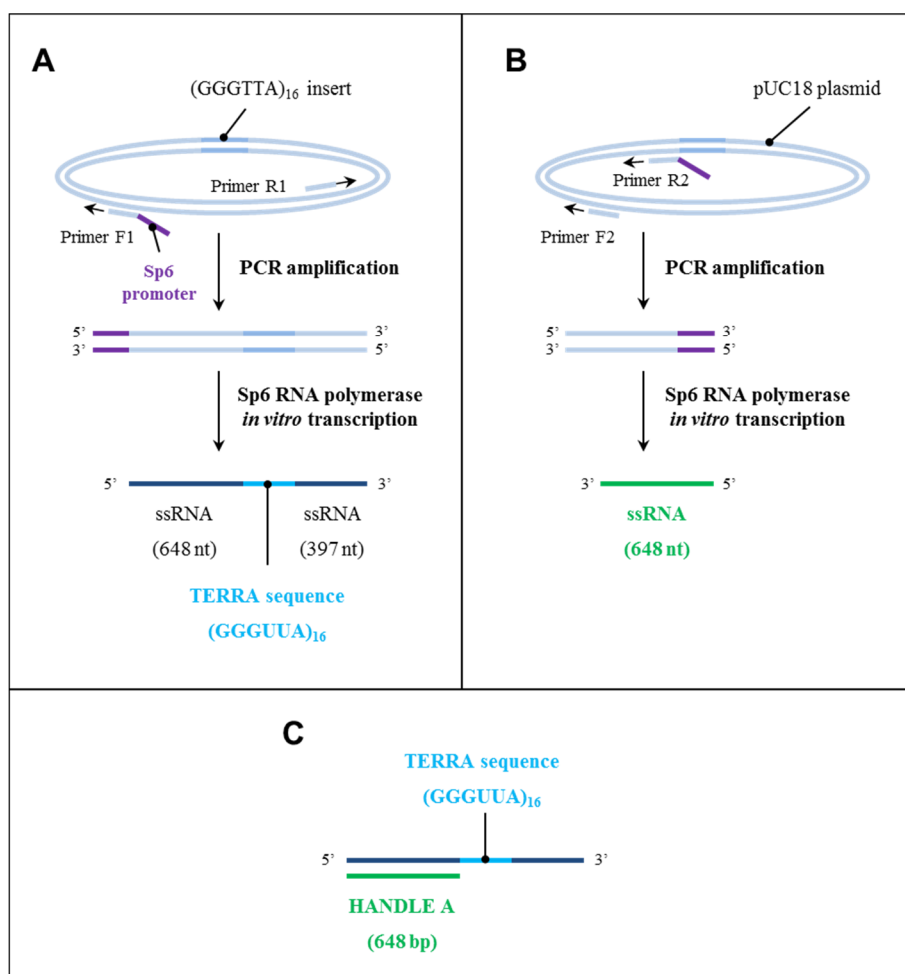 A
(GGGTTA)16 insert
Primer R1
Primer F1
Sp6
promoter
PCR amplification
5’ 3’
3’ 5’
Sp6 RNA polymerase
in vitro transcription
5’ 3’
ssRNA ssRNA
(648 nt) (397 nt)
TERRA sequence
(GGGUUA)16
B
pUC18 plasmid
Primer R2
Primer F2
PCR amplification
5’ 3’
3’ 5’
Sp6 RNA polymerase
in vitro transcription
3’ 5’
ssRNA
(648 nt)
C
TERRA sequence
(GGGUUA)16
5’ 3’
HANDLE A
(648 bp)